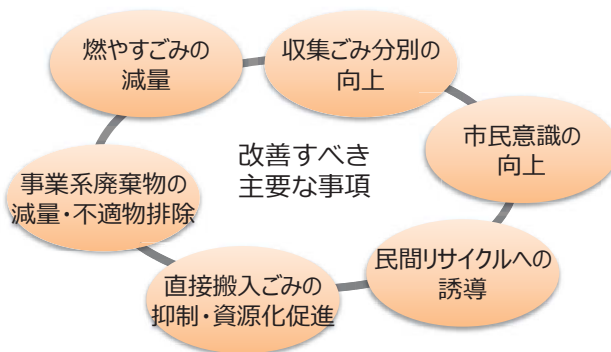 燃やすごみの
減量
収集ごみ分別の
向上
市民意識の
向上
改善すべき
主要な事項
事業系廃棄物の
減量・不適物排除
民間リサイクルへの
誘導
直接搬入ごみの
抑制・資源化促進